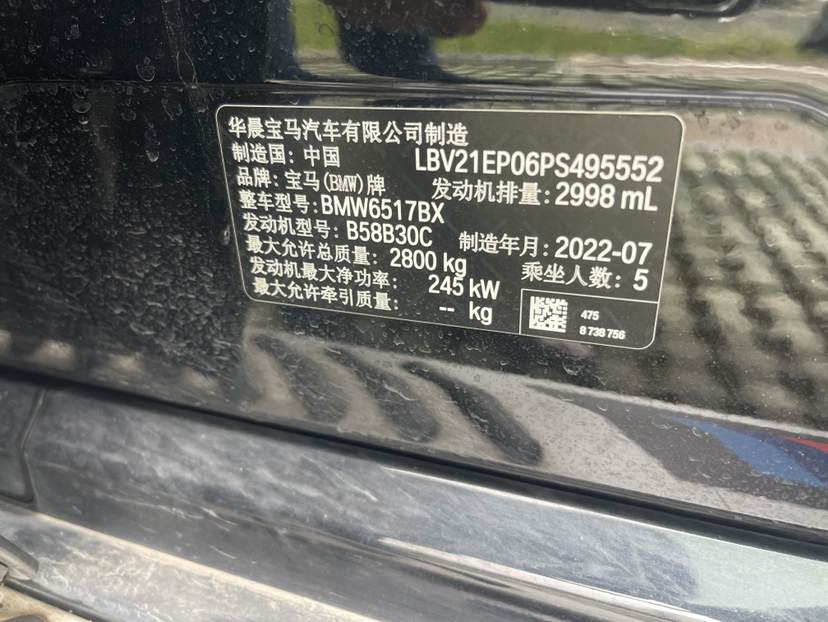 华晨宝马汽车有限公司制造
制造国：中国 LBV21EP06PS495552
品牌：宝马(BMW)牌 发动机排量：2998 mL
整车型号：BMW6517BX
发动机型号：B58B30C 制造年月：2022-07
最大允许总质量：2800 kg 乘坐人数：5
发动机最大净功率：245 kW
最大允许牵引质量：-- kg
475
8 738 756